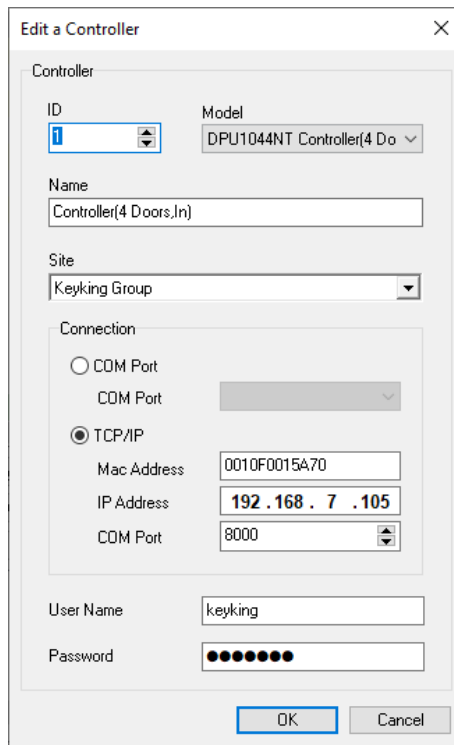 Edit a Controller
Controller
ID
Model
1
DPU1044NT Controller(4 Do
Name
Controller(4 Doors,In)
Site
Keyking Group
Connection
COM Port
COM Port
TCP/IP
Mac Address
0010F0015A70
IP Address
192 .168 . 7 .105
COM Port
8000
User Name
keyking
Password
●●●●●●●
OK
Cancel